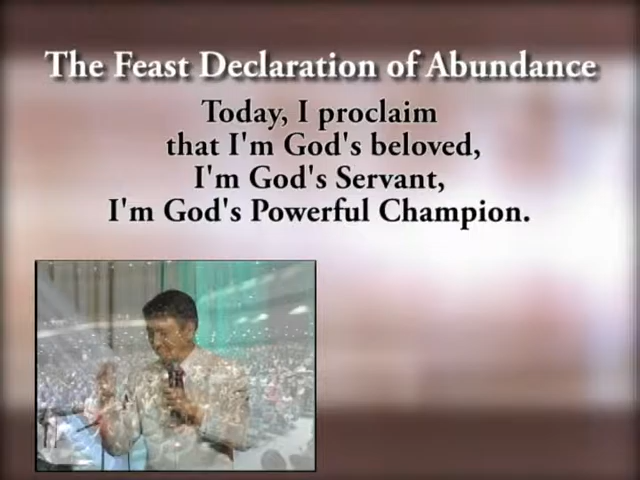 The Feast Declaration of Abundance
Today, I proclaim
that I'm God's beloved,
I'm God's Servant,
I'm God's Powerful Champion.